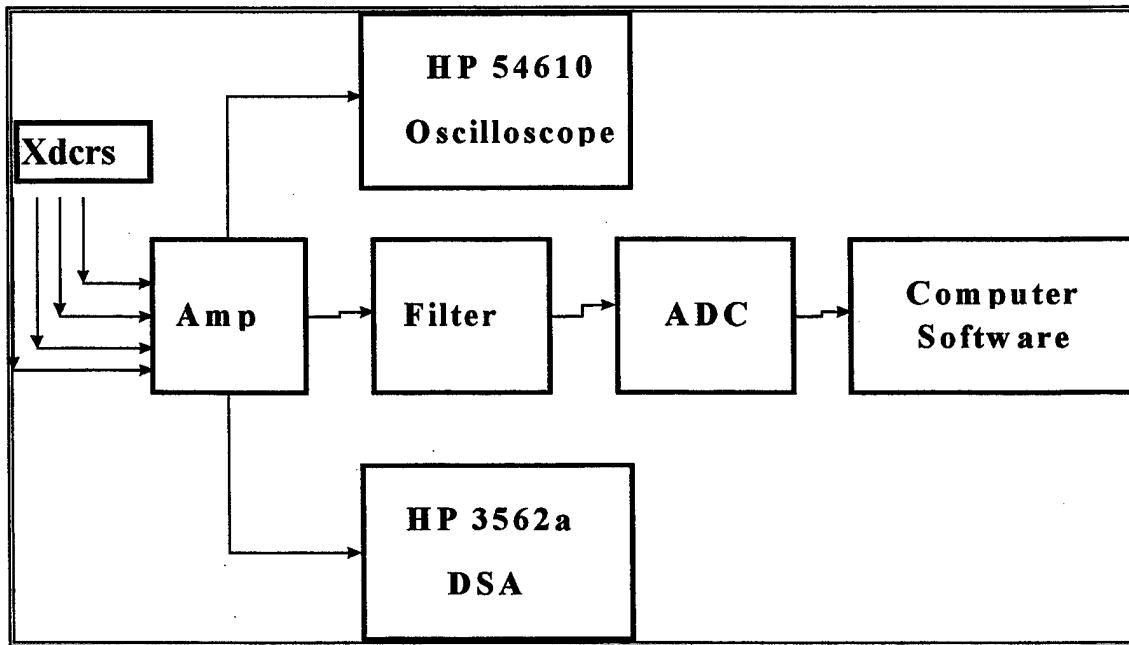 HP 54610
Oscilloscope
Xdcrs
Amp
Filter
ADC
Computer
Software
HP 3562a
DSA